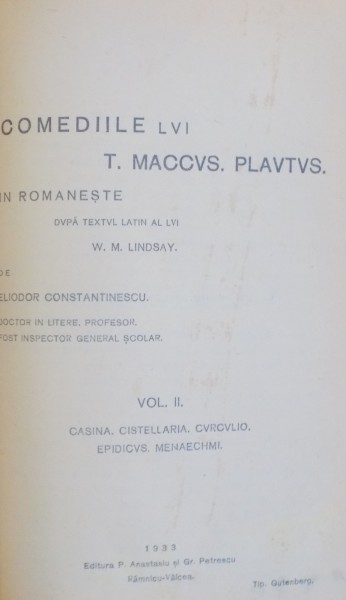 COMEDIILE LVI
T. MACCVS. PLAVTVS.
IN ROMANEȘTE
DVPĂ TEXTVL LATIN AL LVI
W. M. LINDSAY.
DE
ELIODOR CONSTANTINESCU.
DOCTOR IN LITERE, PROFESOR,
FOST INSPECTOR GENERAL ȘCOLAR.
VOL. II.
CASINA. CISTELLARIA. CVRCVLIO.
EPIDICVS. MENAECHMI.
1933
Editura P. Anastasiu și Gr. Petrescu
Râmnicu-Vâlcea.
Tip. Gutenberg.